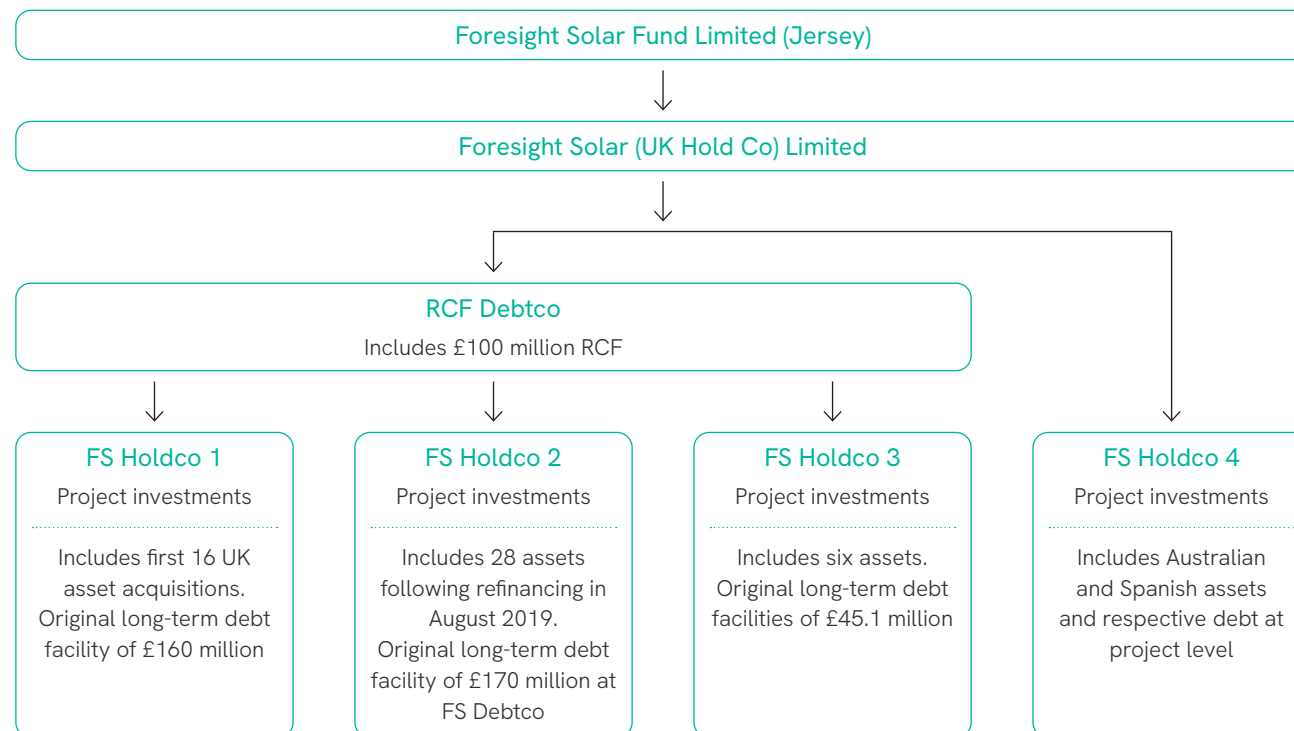 Foresight Solar Fund Limited (Jersey)
Foresight Solar (UK Hold Co) Limited
RCF Debtco
Includes £100 million RCF
FS Holdco 1
Project investments
Includes first 16 UK
asset acquisitions.
Original long-term debt
facility of £160 million
FS Holdco 2
Project investments
Includes 28 assets
following refinancing in
August 2019.
Original long-term debt
facility of £170 million at
FS Debtco
FS Holdco 3
Project investments
Includes six assets.
Original long-term debt
facilities of £45.1 million
FS Holdco 4
Project investments
Includes Australian
and Spanish assets
and respective debt at
project level